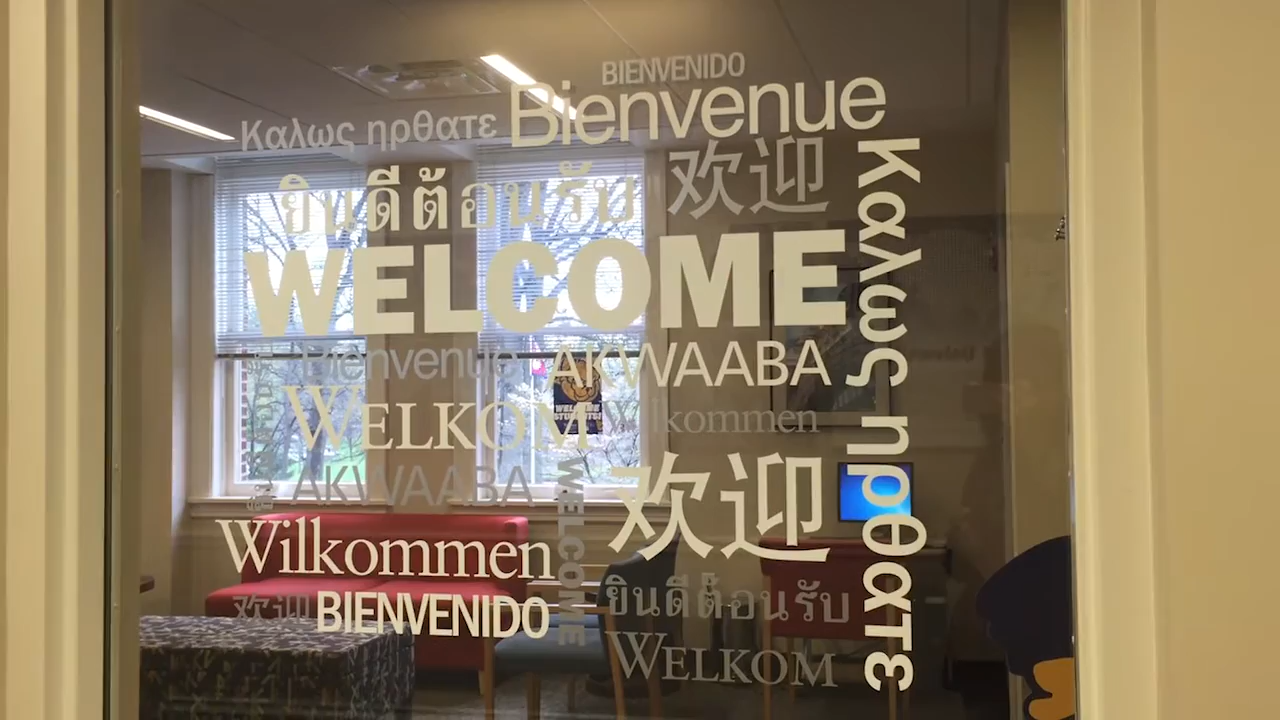 BIENVENIDO
Bienvenue
Καλως ηρθατε
ยินดีต้อนรับ
欢迎
Καλως ηρθατε
WELCOME
Bienvenue
AKWAABA
WELKOM
Wilkommen
AKWAABA
WELCOME
欢迎
Wilkommen
欢迎
BIENVENIDO
ยินดีต้อนรับ
WELKOM
WELCOME
STUDENTS!